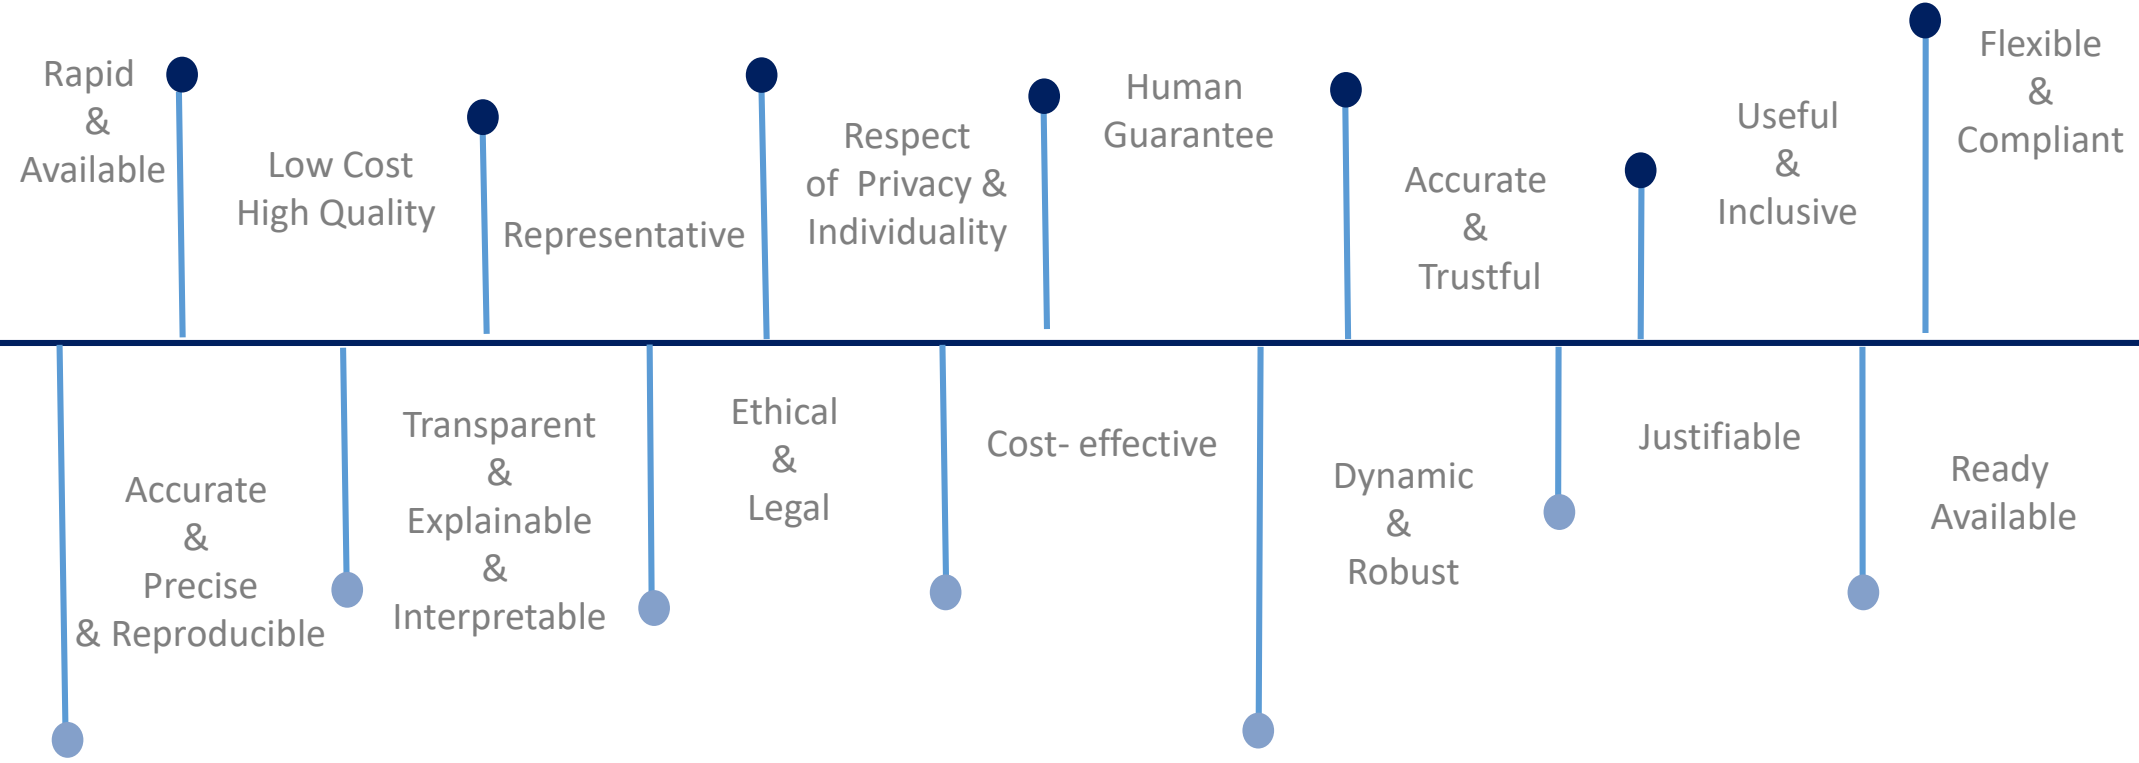 Rapid
&
Available
Low Cost
High Quality
Representative
Respect
of Privacy &
Individuality
Human
Guarantee
Accurate
&
Trustful
Useful
&
Inclusive
Flexible
&
Compliant
Accurate
&
Precise
& Reproducible
Transparent
&
Explainable
&
Interpretable
Ethical
&
Legal
Cost- effective
Dynamic
&
Robust
Justifiable
Ready
Available